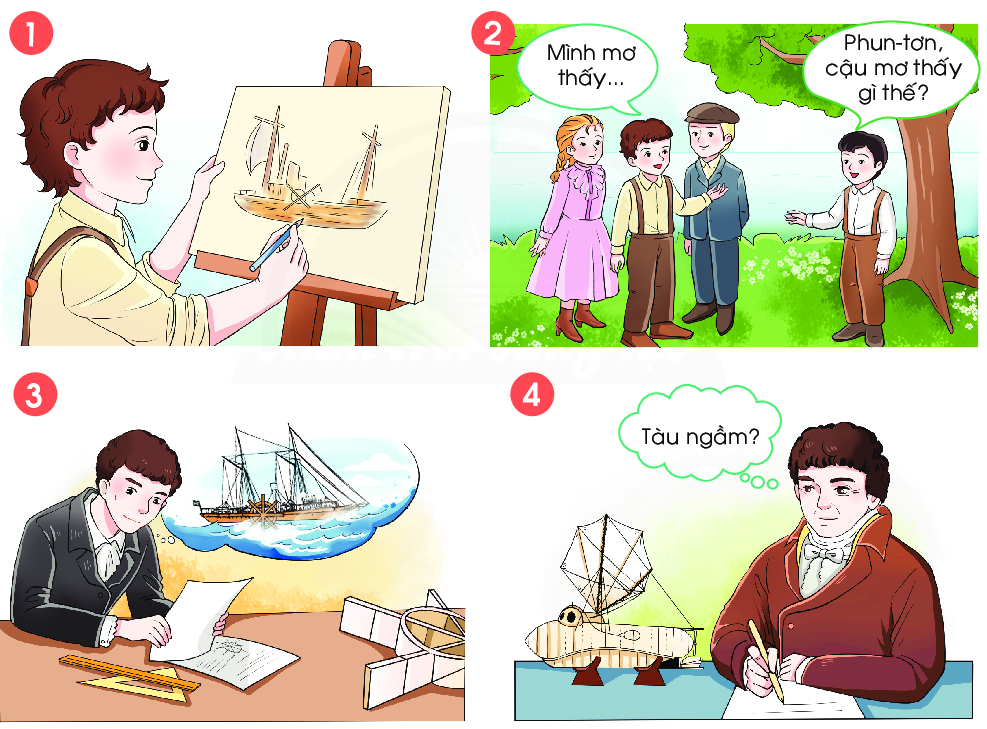 1
2
Mình mơ
thấy...
Phun-tơn,
cậu mơ thấy
gì thế?
3
4
Tàu ngầm?